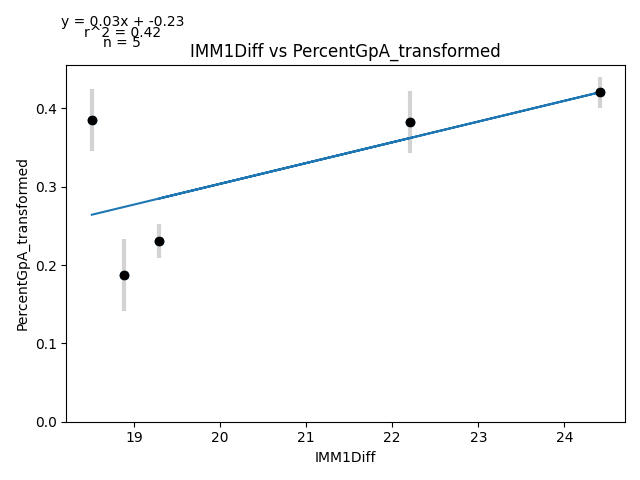 y = 0.03x + -0.23
r^2 = 0.42
n = 5
IMM1Diff vs PercentGpA_transformed
PercentGpA_transformed
0.4
0.3
0.2
0.1
0.0
19 20 21 22 23 24
IMM1Diff